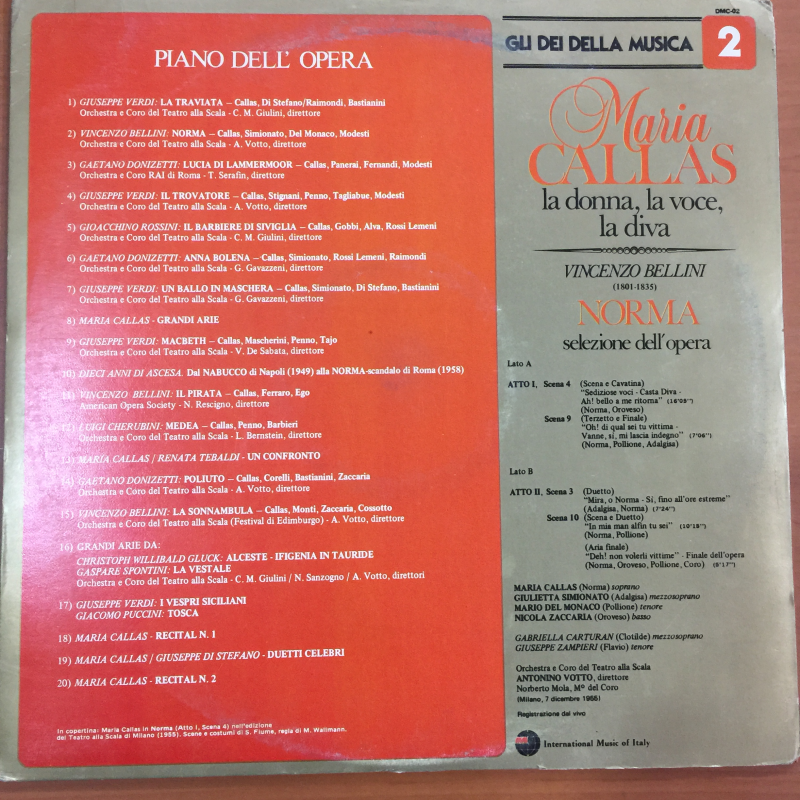 PIANO DELL' OPERA
1) GIUSEPPE VERDI: LA TRAVIATA – Callas, Di Stefano/Raimondi, Bastianini
Orchestra e Coro del Teatro alla Scala - C. M. Giulini, direttore
2) VINCENZO BELLINI: NORMA – Callas, Simionato, Del Monaco, Modesti
Orchestra e Coro del Teatro alla Scala - A. Votto, direttore
3) GAETANO DONIZETTI: LUCIA DI LAMMERMOOR – Callas, Panerai, Fernandi, Modesti
Orchestra e Coro RAI di Roma - T. Serafin, direttore
4) GIUSEPPE VERDI: IL TROVATORE – Callas, Stignani, Penno, Tagliabue, Modesti
Orchestra e Coro del Teatro alla Scala - A. Votto, direttore
5) GIOACCHINO ROSSINI: IL BARBIERE DI SIVIGLIA – Callas, Gobbi, Alva, Rossi Lemeni
Orchestra e Coro del Teatro alla Scala - C. M. Giulini, direttore
6) GAETANO DONIZETTI: ANNA BOLENA – Callas, Simionato, Rossi Lemeni, Raimondi
Orchestra e Coro del Teatro alla Scala - G. Gavazzeni, direttore
7) GIUSEPPE VERDI: UN BALLO IN MASCHERA – Callas, Simionato, Di Stefano, Bastianini
Orchestra e Coro del Teatro alla Scala - G. Gavazzeni, direttore
8) MARIA CALLAS - GRANDI ARIE
9) GIUSEPPE VERDI: MACBETH – Callas, Mascherini, Penno, Tajo
Orchestra e Coro del Teatro alla Scala - V. De Sabata, direttore
10) DIECI ANNI DI ASCESA. Dal NABUCCO di Napoli (1949) alla NORMA-scandalo di Roma (1958)
11) VINCENZO BELLINI: IL PIRATA – Callas, Ferraro, Ego
American Opera Society - N. Rescigno, direttore
12) LUIGI CHERUBINI: MEDEA – Callas, Penno, Barbieri
Orchestra e Coro del Teatro alla Scala - L. Bernstein, direttore
13) MARIA CALLAS / RENATA TEBALDI - UN CONFRONTO
14) GAETANO DONIZETTI: POLIUTO – Callas, Corelli, Bastianini, Zaccaria
Orchestra e Coro del Teatro alla Scala - A. Votto, direttore
15) VINCENZO BELLINI: LA SONNAMBULA – Callas, Monti, Zaccaria, Cossotto
Orchestra e Coro del Teatro alla Scala (Festival di Edimburgo) - A. Votto, direttore
16) GRANDI ARIE DA:
CHRISTOPH WILLIBALD GLUCK: ALCESTE - IFIGENIA IN TAURIDE
GASPARE SPONTINI: LA VESTALE
Orchestra e Coro del Teatro alla Scala - C. M. Giulini / N. Sanzogno / A. Votto, direttori
17) GIUSEPPE VERDI: I VESPRI SICILIANI
GIACOMO PUCCINI: TOSCA
18) MARIA CALLAS - RECITAL N. 1
19) MARIA CALLAS / GIUSEPPE DI STEFANO - DUETTI CELEBRI
20) MARIA CALLAS - RECITAL N. 2
In copertina: Maria Callas in Norma (Atto I, Scena 4) nell'edizione
del Teatro alla Scala di Milano (1955). Scene e costumi di S. Fiume, regia di M. Wallmann.
DMC-02
GLI DEI DELLA MUSICA 2
Maria
CALLAS
la donna, la voce,
la diva
VINCENZO BELLINI
(1801-1835)
NORMA
selezione dell'opera
Lato A
ATTO I, Scena 4 (Scena e Cavatina)
"Sediziose voci - Casta Diva -
Ah! bello a me ritorna" (16'08")
(Norma, Oroveso)
Scena 9 (Terzetto e Finale)
"Oh! di qual sei tu vittima -
Vanne, sì, mi lascia indegno" (7'06")
(Norma, Pollione, Adalgisa)
Lato B
ATTO II, Scena 3 (Duetto)
"Mira, o Norma - Sì, fino all'ore estreme"
(Adalgisa, Norma) (7'24")
Scena 10 (Scena e Duetto)
"In mia man alfin tu sei" (10'18")
(Norma, Pollione)
(Aria finale)
"Deh! non volerli vittime" - Finale dell'opera
(Norma, Oroveso, Pollione, Coro) (8'17")
MARIA CALLAS (Norma) soprano
GIULIETTA SIMIONATO (Adalgisa) mezzosoprano
MARIO DEL MONACO (Pollione) tenore
NICOLA ZACCARIA (Oroveso) basso
GABRIELLA CARTURAN (Clotilde) mezzosoprano
GIUSEPPE ZAMPIERI (Flavio) tenore
Orchestra e Coro del Teatro alla Scala
ANTONINO VOTTO, direttore
Norberto Mola, Mº del Coro
(Milano, 7 dicembre 1955)
Registrazione dal vivo
International Music of Italy